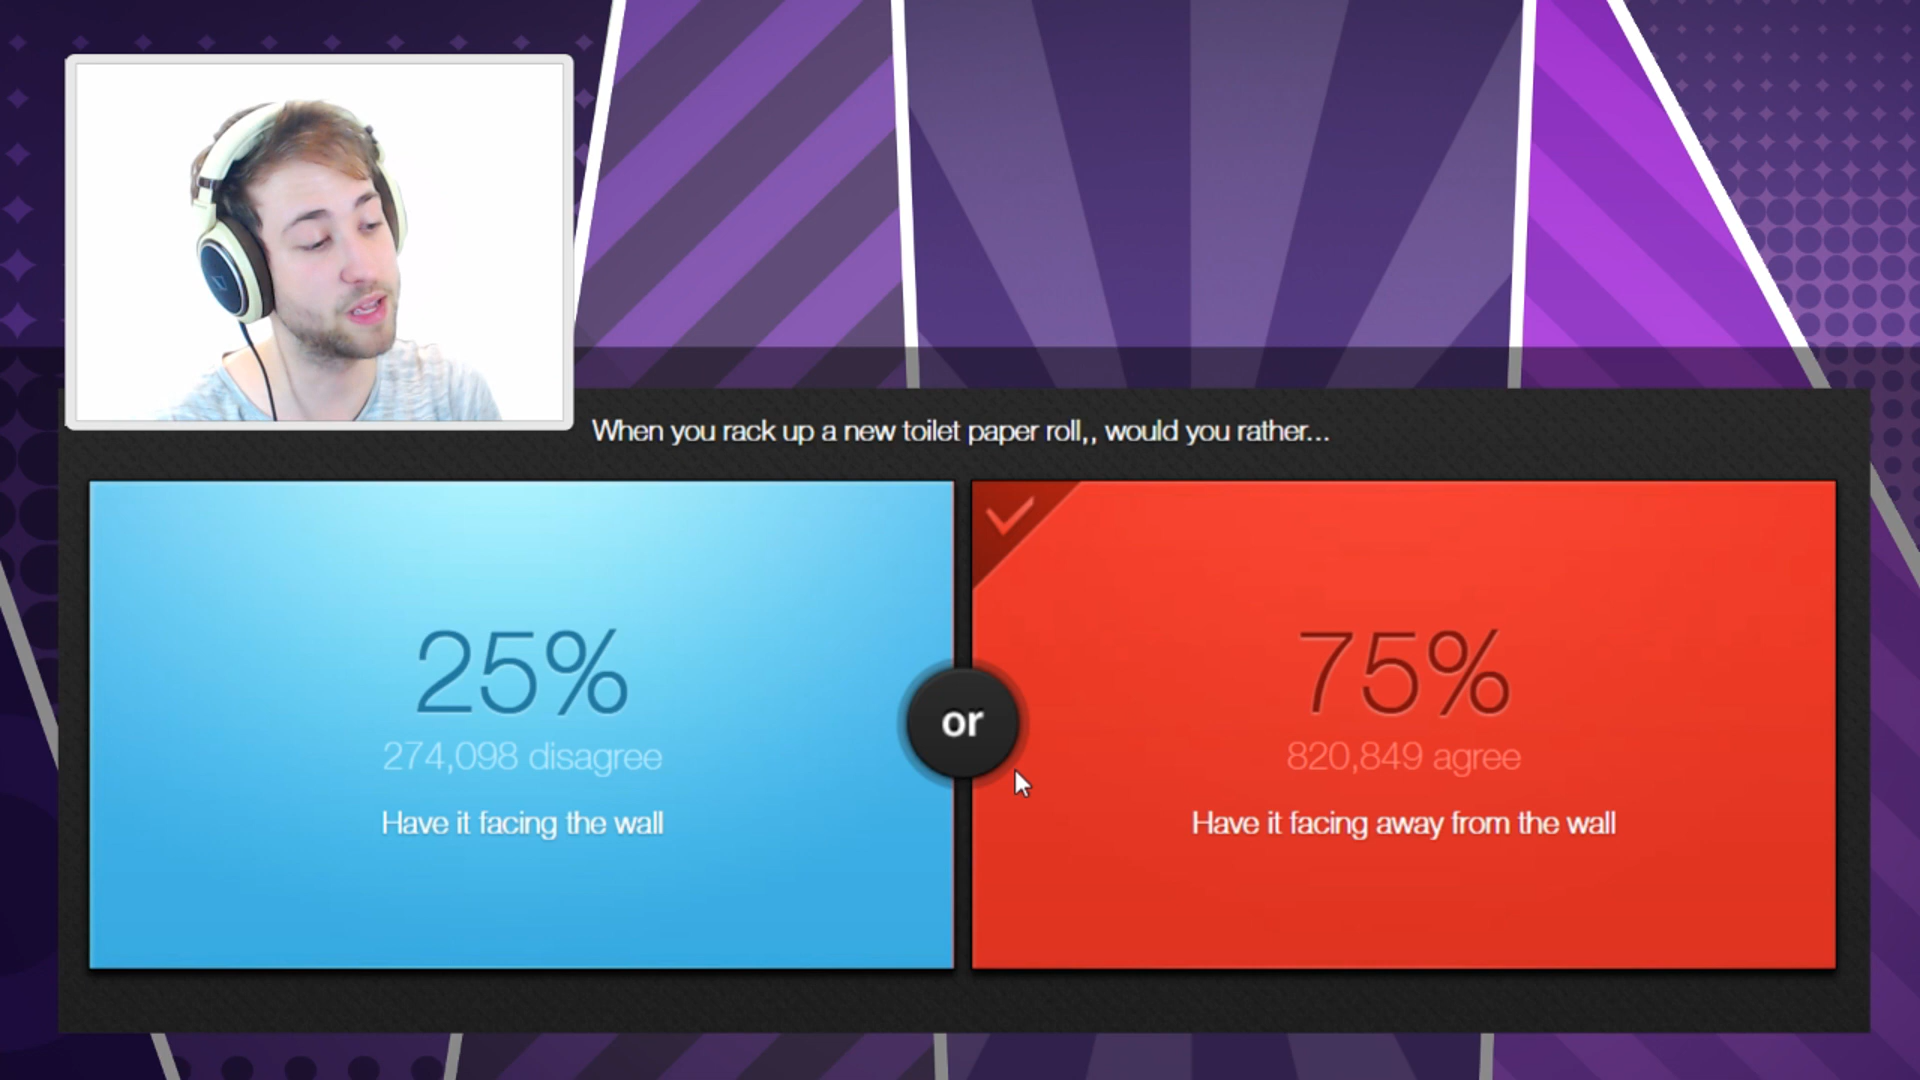 When you rack up a new toilet paper roll,, would you rather...
25%
274,098 disagree
Have it facing the wall
or
75%
820,849 agree
Have it facing away from the wall